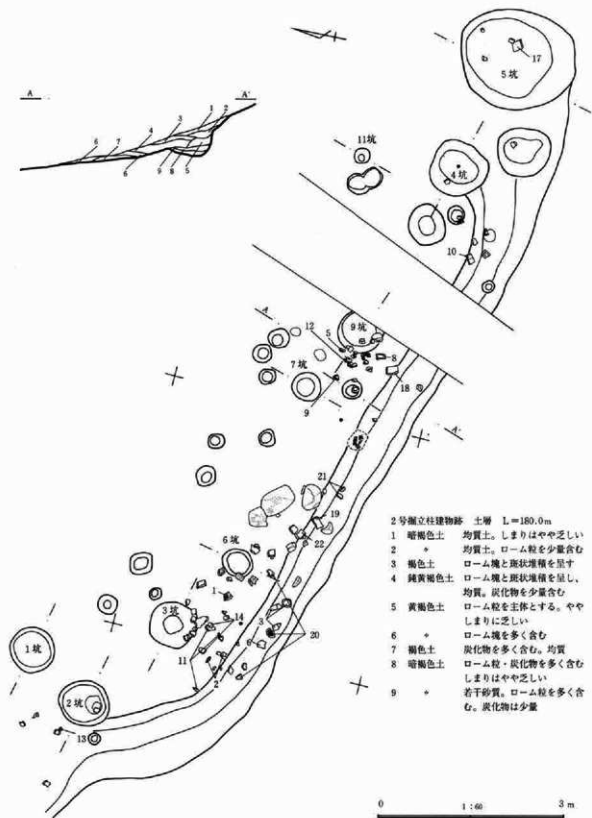 A
A'
1
2
3
4
6
7
6
9
8
5
17
5坑
11坑
4坑
10
A
9坑
5
12
8
7坑
18
9
A'
21
19
22
6坑
1
3坑
14
3
20
11
6
2
1坑
2坑
13
2号掘立柱建物跡 土層 L=180.0m
1 暗褐色土 均質土。しまりはやや乏しい
2 〃 均質土。ローム粒を少量含む
3 褐色土 ローム塊と斑状堆積を呈す
4 鈍黄褐色土 ローム塊と斑状堆積を呈し、
均質。炭化物を少量含む
5 黄褐色土 ローム粒を主体とする。やや
しまりに乏しい
6 〃 ローム塊を多く含む
7 褐色土 炭化物を多く含む。均質
8 暗褐色土 ローム粒・炭化物を多く含む
しまりはやや乏しい
9 〃 若干砂質。ローム粒を多く含
む。炭化物は少量
0 1:60 3m